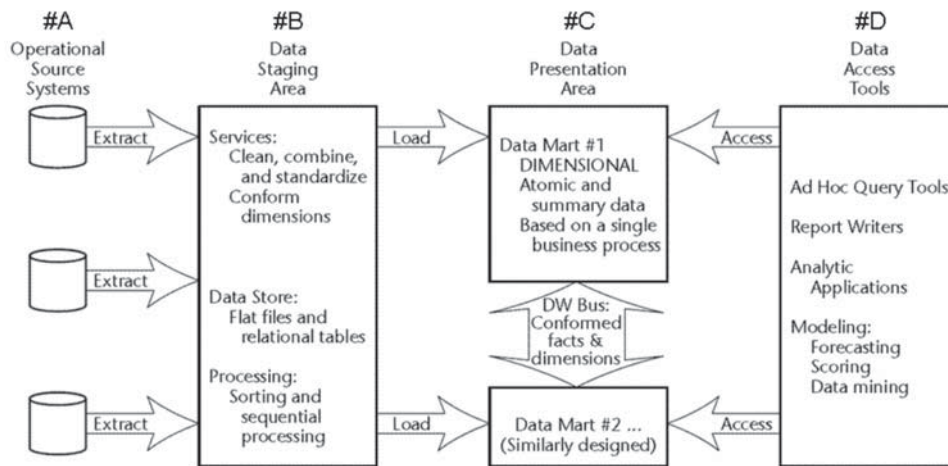 #A
Operational
Source
Systems
Extract
Extract
Extract
#B
Data
Staging
Area
Services:
Clean, combine,
and standardize
Conform
dimensions
Data Store:
Flat files and
relational tables
Processing:
Sorting and
sequential
processing
Load
Load
#C
Data
Presentation
Area
Data Mart #1
DIMENSIONAL
Atomic and
summary data
Based on a single
business process
DW Bus:
Conformed
facts &
dimensions
Data Mart #2 ...
(Similarly designed)
Access
Access
#D
Data
Access
Tools
Ad Hoc Query Tools
Report Writers
Analytic
Applications
Modeling:
Forecasting
Scoring
Data mining